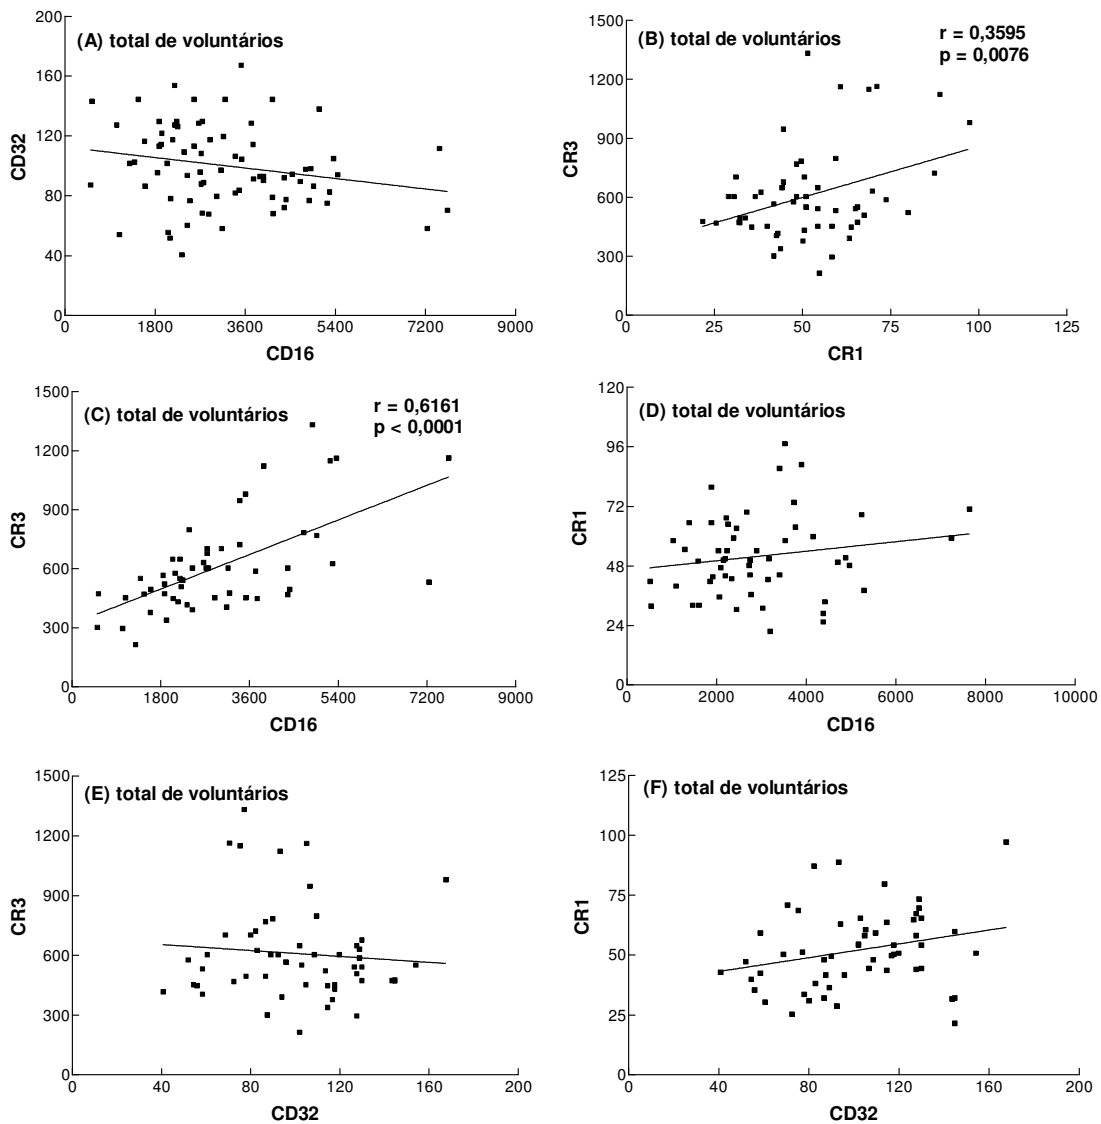 (A) total de voluntários
CD32
200
160
120
80
40
0
0 1800 3600 5400 7200 9000
CD16
(B) total de voluntários
r = 0,3595
p = 0,0076
CR3
1500
1200
900
600
300
0
0 25 50 75 100 125
CR1
(C) total de voluntários
r = 0,6161
p < 0,0001
CR3
1500
1200
900
600
300
0
0 1800 3600 5400 7200 9000
CD16
(D) total de voluntários
CR1
120
96
72
48
24
0
0 2000 4000 6000 8000 10000
CD16
(E) total de voluntários
CR3
1500
1200
900
600
300
0
0 40 80 120 160 200
CD32
(F) total de voluntários
CR1
125
100
75
50
25
0
0 40 80 120 160 200
CD32